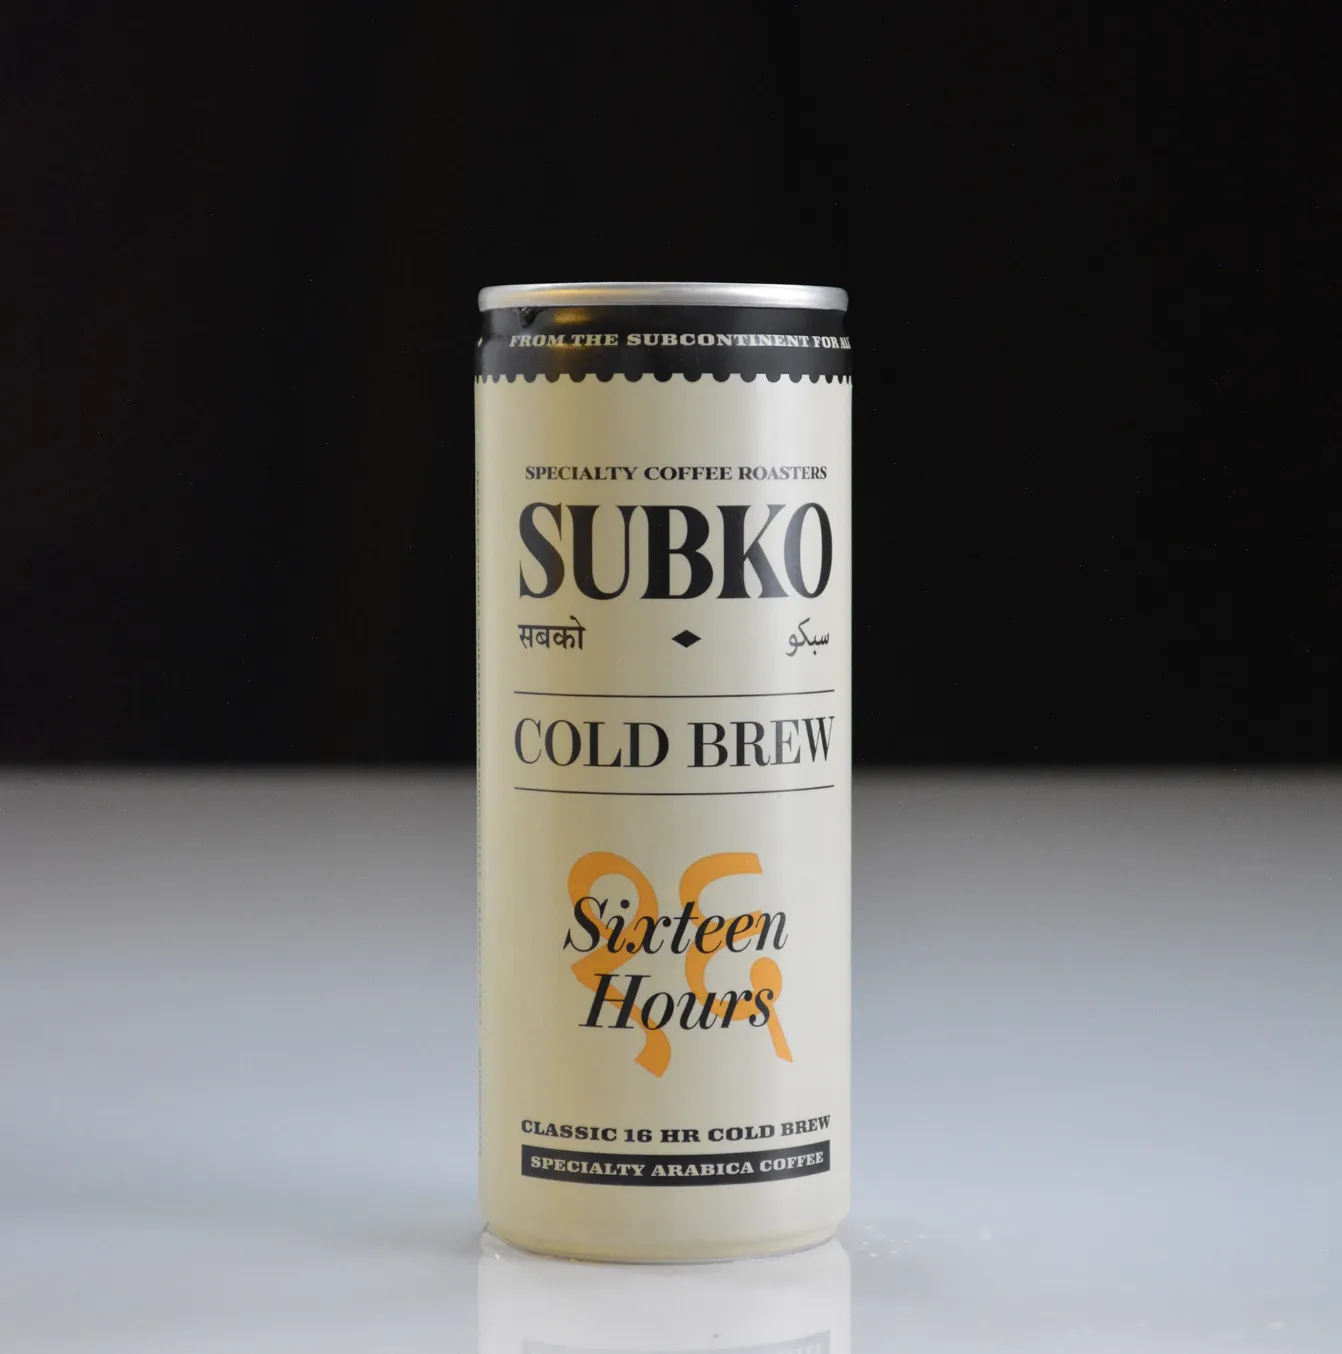 FROM THE SUBCONTINENT FOR
SPECIALTY COFFEE ROASTERS
SUBKO
सबको ◆ سبکو
COLD BREW
१६
Sixteen
Hours
CLASSIC 16 HR COLD BREW
SPECIALTY ARABICA COFFEE